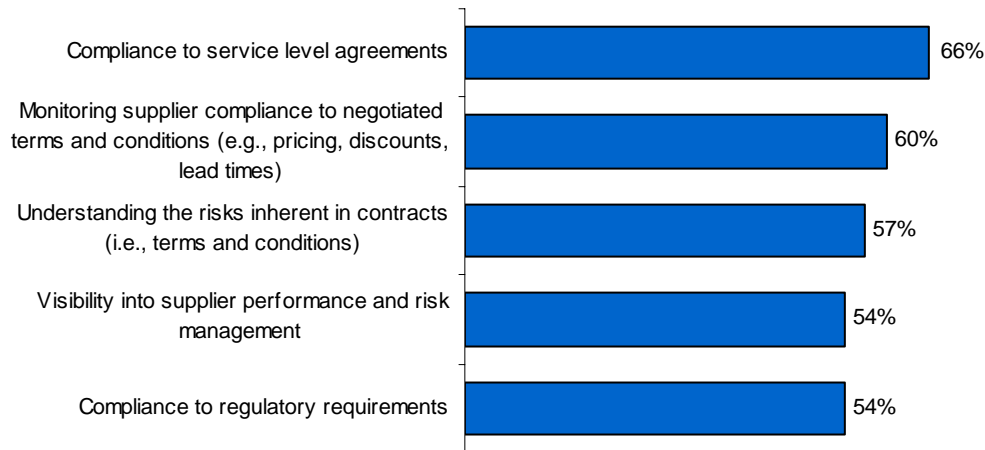 Compliance to service level agreements
66%
Monitoring supplier compliance to negotiated
terms and conditions (e.g., pricing, discounts,
lead times)
60%
Understanding the risks inherent in contracts
(i.e., terms and conditions)
57%
Visibility into supplier performance and risk
management
54%
Compliance to regulatory requirements
54%